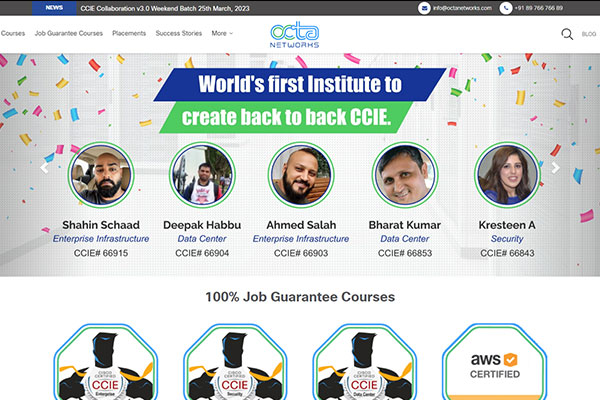 NEWS CCIE Collaboration v3.0 Weekend Batch 25th March, 2023 info@octanetworks.com +91 89 766 766 89
Courses Job Guarantee Courses Placements Success Stories More octa NETWORKS BLOG
World's first Institute to
create back to back CCIE.
Shahin Schaad Deepak Habbu Ahmed Salah Bharat Kumar Kresteen A
Enterprise Infrastructure Data Center Enterprise Infrastructure Data Center Security
CCIE# 66915 CCIE# 66904 CCIE# 66903 CCIE# 66853 CCIE# 66843
100% Job Guarantee Courses
CISCO CERTIFIED CISCO CERTIFIED CISCO CERTIFIED aws
CCIE CCIE CCIE CERTIFIED
Enterprise Security Data Center